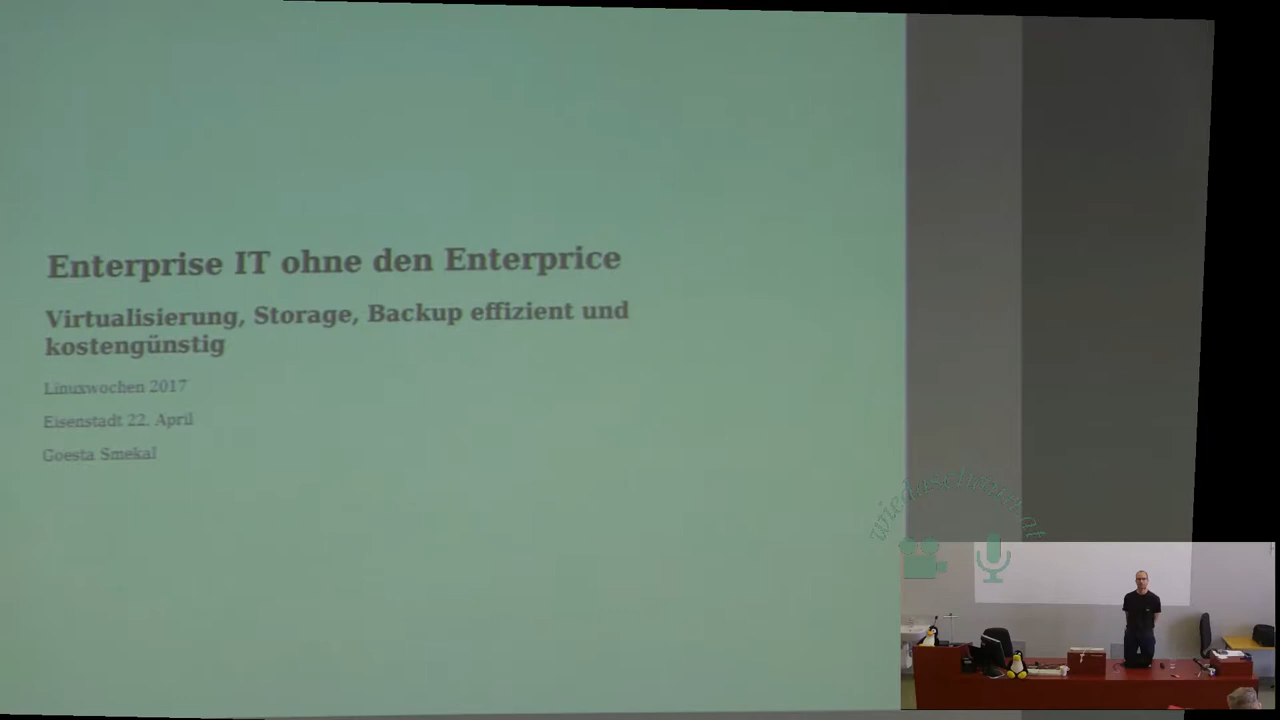 Enterprise IT ohne den Enterprice
Virtualisierung, Storage, Backup effizient und
kostengünstig
Linuxwochen 2017
Eisenstadt 22. April
Goesta Smekal